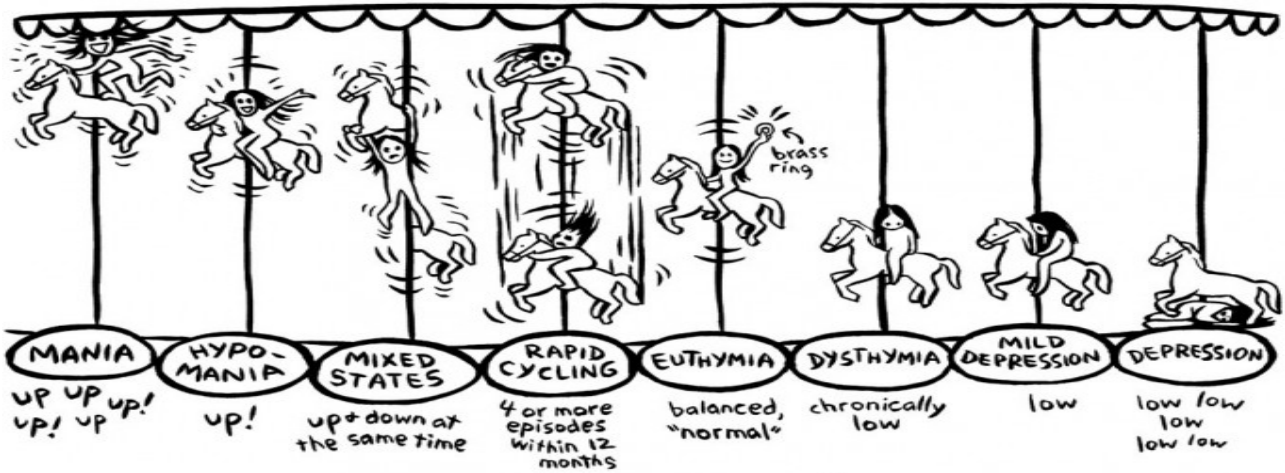 brass
ring
MANIA
up up up!
up! up
HYPO-
MANIA
up!
MIXED
STATES
up + down at
the same time
RAPID
CYCLING
4 or more
episodes
within 12
months
EUTHYMIA
balanced,
"normal"
DYSTHYMIA
chronically
low
MILD
DEPRESSION
low
DEPRESSION
low low
low
low low